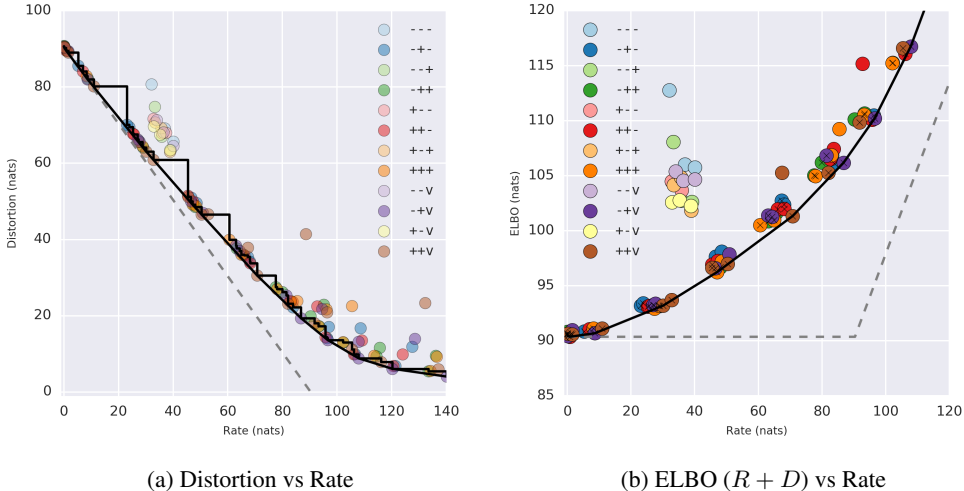 100
80
60
40
20
0
Distortion (nats)
0 20 40 60 80 100 120 140
Rate (nats)
- - -
- + -
- - +
- + +
+ - -
+ + -
+ - +
+ + +
- - v
- + v
+ - v
+ + v
(a) Distortion vs Rate
120
115
110
105
100
95
90
85
ELBO (nats)
0 20 40 60 80 100 120
Rate (nats)
- - -
- + -
- - +
- + +
+ - -
+ + -
+ - +
+ + +
- - v
- + v
+ - v
+ + v
(b) ELBO (R + D) vs Rate